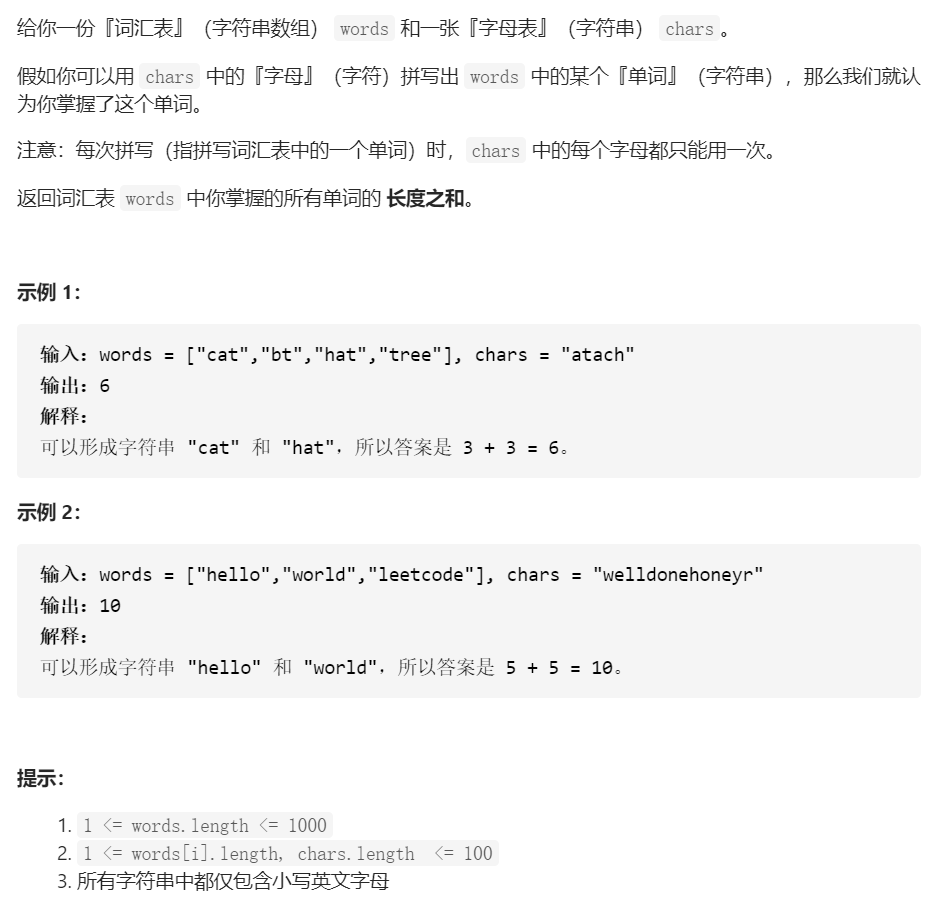 给你一份『词汇表』（字符串数组） words 和一张『字母表』（字符串） chars 。
假如你可以用 chars 中的『字母』（字符）拼写出 words 中的某个『单词』（字符串），那么我们就认
为你掌握了这个单词。
注意：每次拼写（指拼写词汇表中的一个单词）时， chars 中的每个字母都只能用一次。
返回词汇表 words 中你掌握的所有单词的 长度之和。
示例 1：
输入：words = ["cat","bt","hat","tree"], chars = "atach"
输出：6
解释：
可以形成字符串 "cat" 和 "hat"，所以答案是 3 + 3 = 6。
示例 2：
输入：words = ["hello","world","leetcode"], chars = "welldonehoneyr"
输出：10
解释：
可以形成字符串 "hello" 和 "world"，所以答案是 5 + 5 = 10。
提示：
1. 1 <= words.length <= 1000
2. 1 <= words[i].length, chars.length <= 100
3. 所有字符串中都仅包含小写英文字母